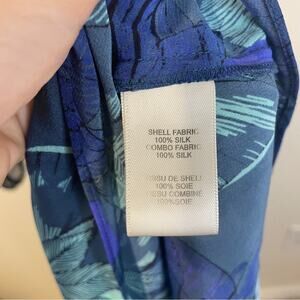 SHELL FABRIC
100% SILK
COMBO FABRIC
100% SILK
TISSU DE SHELL
100% SOIE
TISSU COMBINE
100% SOIE